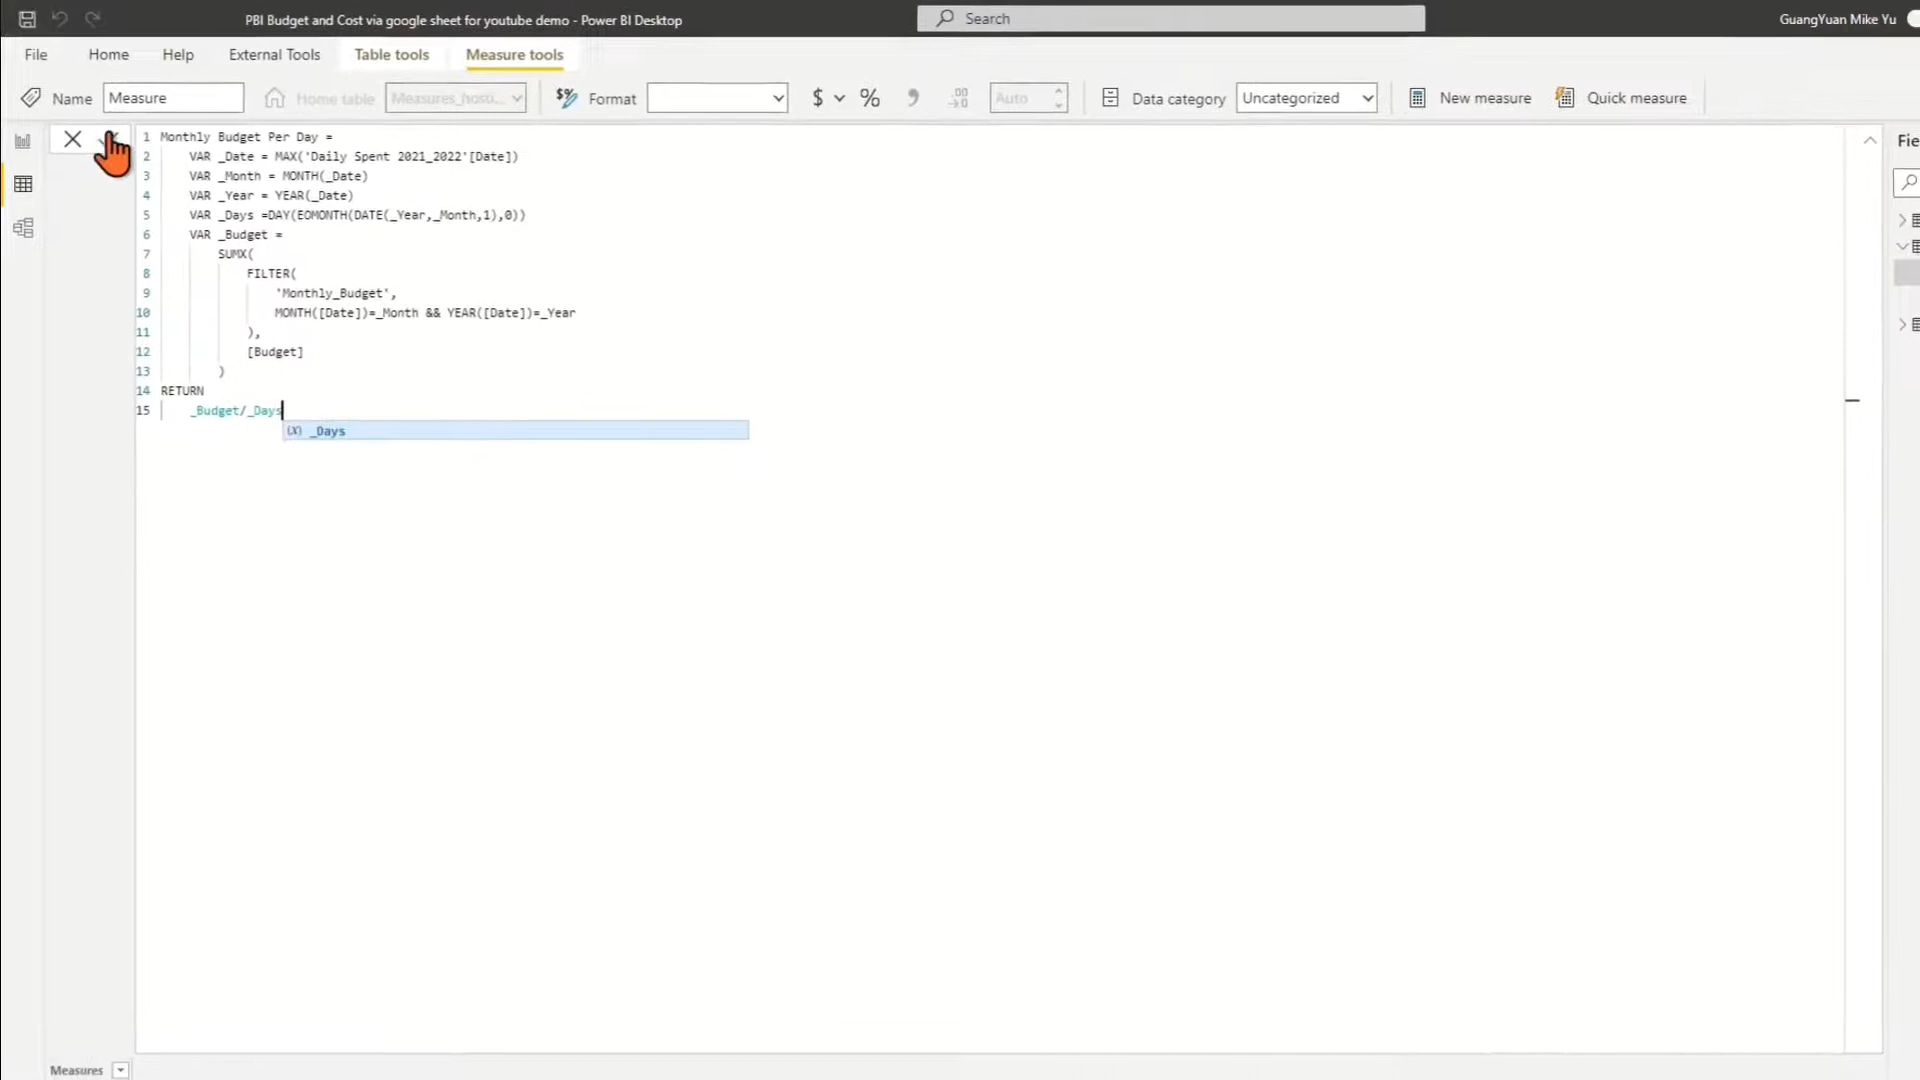 PBI Budget and Cost via google sheet for youtube demo - Power BI Desktop
Search
GuangYuan Mike Yu
File
Home
Help
External Tools
Table tools
Measure tools
Name
Measure
Home table
Measures_hosti...
$%
Format
$
%
.00
→0
Auto
Data category
Uncategorized
New measure
Quick measure
1 Monthly Budget Per Day =
2 VAR _Date = MAX('Daily Spent 2021_2022'[Date])
3 VAR _Month = MONTH(_Date)
4 VAR _Year = YEAR(_Date)
5 VAR _Days =DAY(EOMONTH(DATE(_Year,_Month,1),0))
6 VAR _Budget =
7 SUMX(
8 FILTER(
9 'Monthly_Budget',
10 MONTH([Date])=_Month && YEAR([Date])=_Year
11 ),
12 [Budget]
13 )
14 RETURN
15 _Budget/_Days
(x) _Days
Fie
Measures